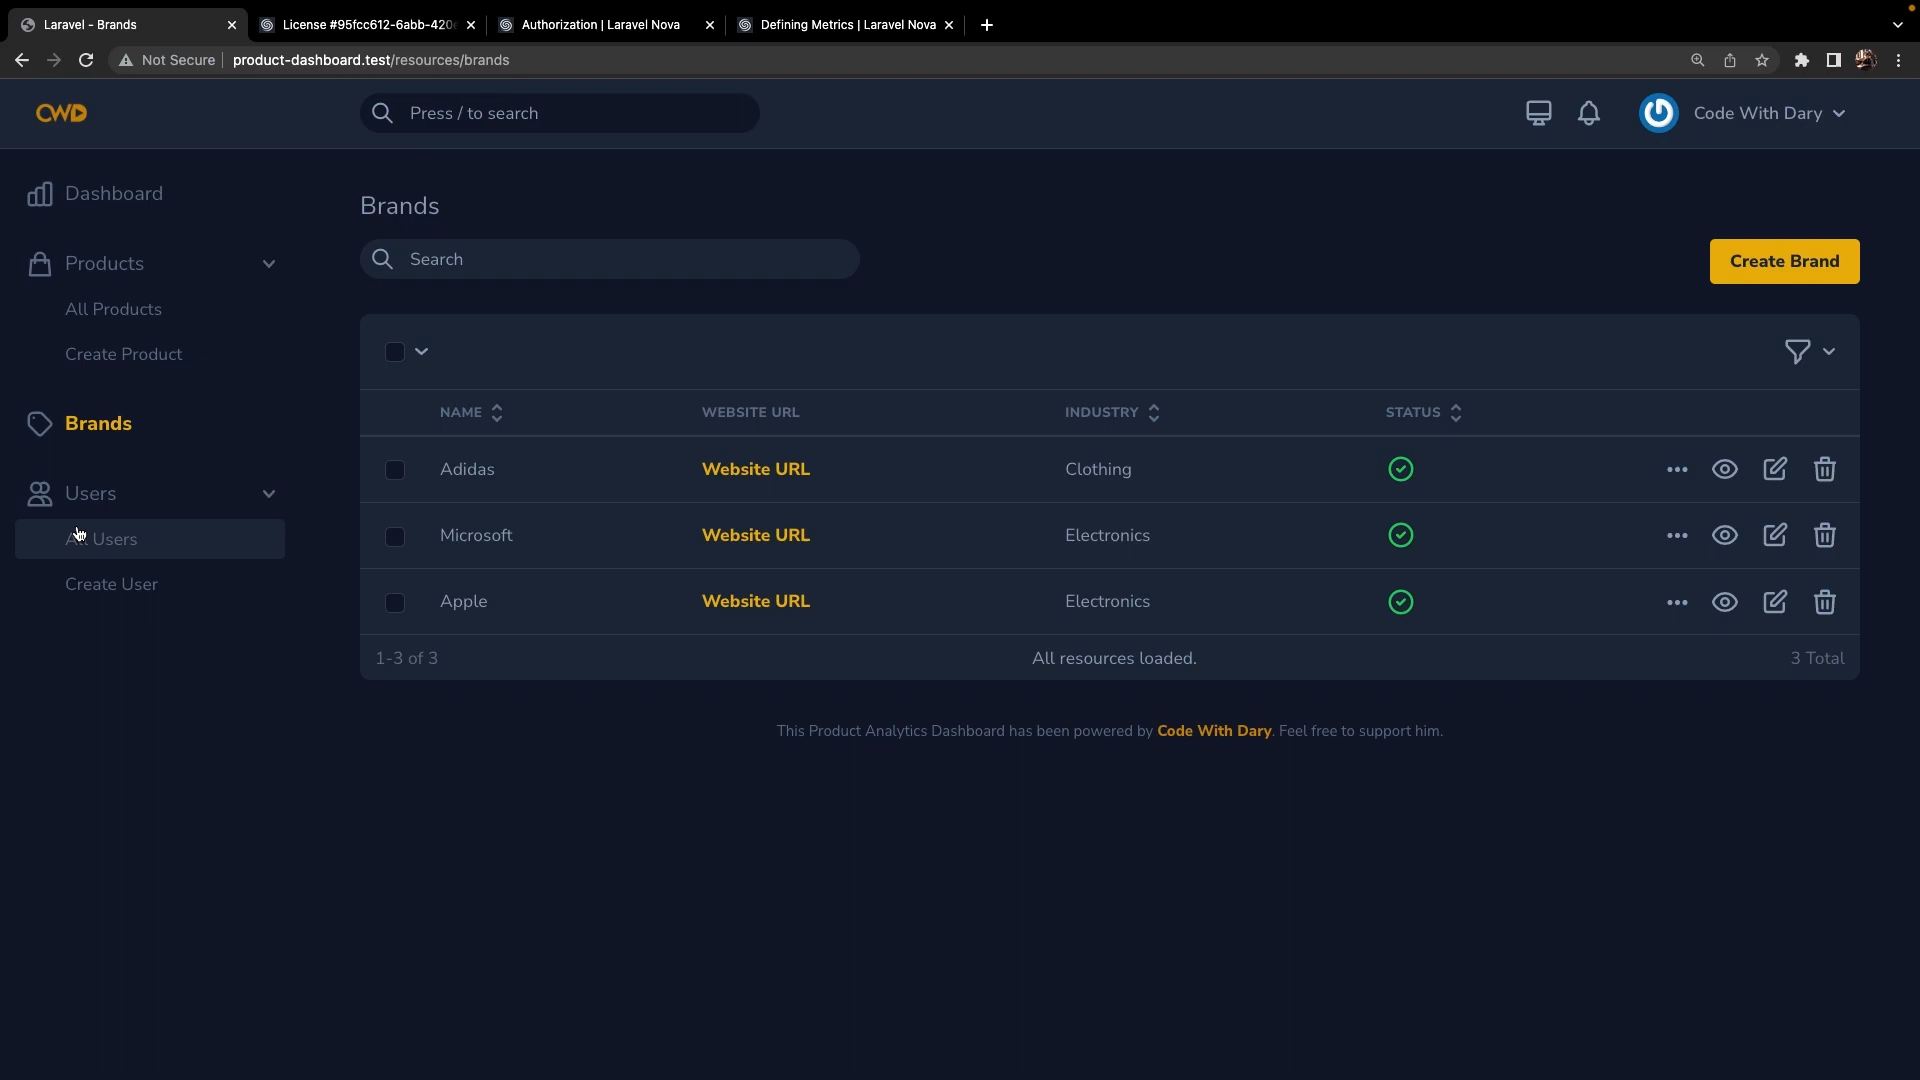 Laravel - Brands
License #95fcc612-6abb-420
Authorization | Laravel Nova
Defining Metrics | Laravel Nova
Not Secure
product-dashboard.test/resources/brands
CWD
Press / to search
Code With Dary
Dashboard
Products
All Products
Create Product
Brands
Users
All Users
Create User
Brands
Search
Create Brand
NAME WEBSITE URL INDUSTRY STATUS
Adidas Website URL Clothing
Microsoft Website URL Electronics
Apple Website URL Electronics
1-3 of 3 All resources loaded. 3 Total
This Product Analytics Dashboard has been powered by Code With Dary. Feel free to support him.